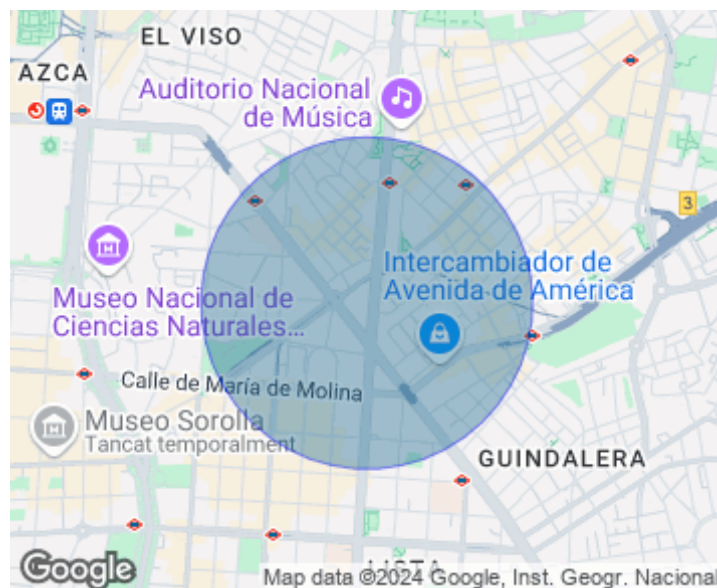 EL VISO
AZCA
Auditorio Nacional
de Música
3
Intercambiador de
Avenida de América
Museo Nacional de
Ciencias Naturales...
Calle de María de Molina
Museo Sorolla
Tancat temporalment
GUINDALERA
LISTA
Google
Map data ©2024 Google, Inst. Geogr. Nacional